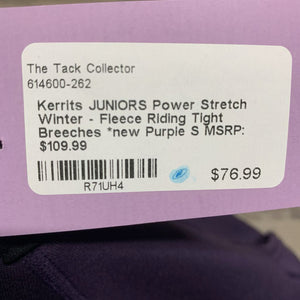 The Tack Collector
614600-262
Kerrits JUNIORS Power Stretch
Winter - Fleece Riding Tight
Breeches *new Purple S MSRP:
$109.99
R71UH4
$76.99